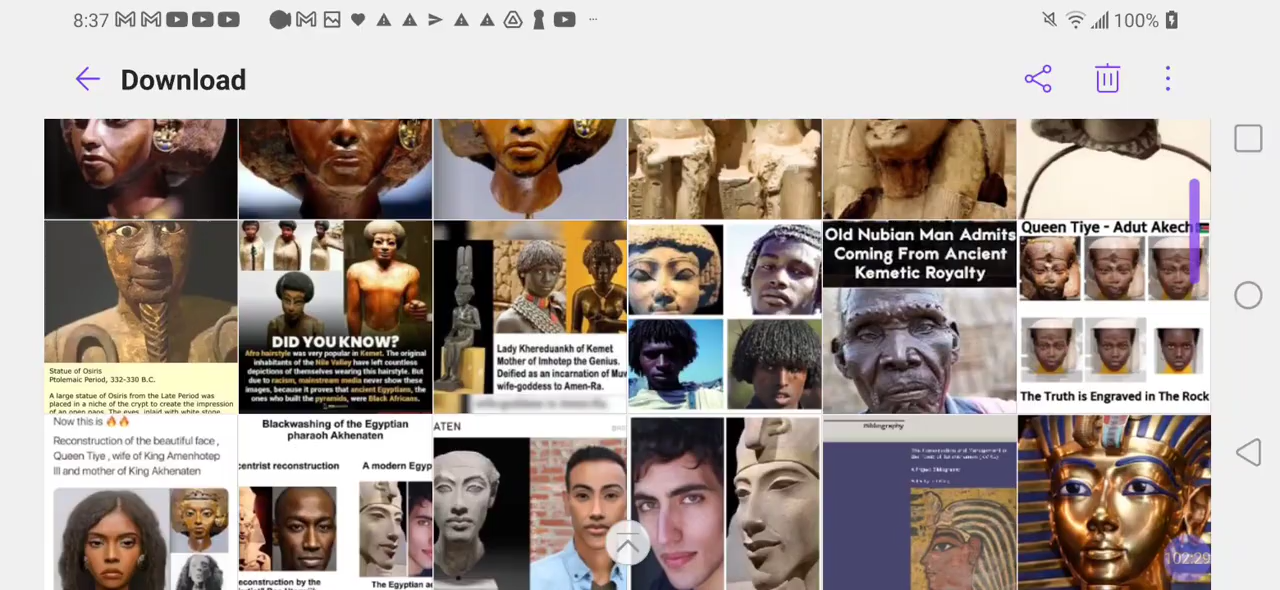 8:37
100%
Download
Statue of Osiris
Ptolemaic Period, 332–330 B.C.
A large statue of Osiris from the Late Period was
placed in a niche of the crypt to create the impression
of an open naos. The eyes, inlaid with white stone
DID YOU KNOW?
Afro hairstyle was very popular in Kemet. The original
inhabitants of the Nile Valley have left countless
depictions of themselves wearing this hairstyle. But
due to racism, mainstream media never show these
images, because it proves that ancient Egyptians, the
ones who built the pyramids, were Black Africans.
Lady Khereduankh of Kemet
Mother of Imhotep the Genius.
Deified as an incarnation of Muw
wife-goddess to Amen-Ra.
Old Nubian Man Admits
Coming From Ancient
Kemetic Royalty
Queen Tiye - Adut Akech
The Truth is Engraved in The Rock
Now this is 🔥🔥
Reconstruction of the beautiful face,
Queen Tiye , wife of King Amenhotep
III and mother of King Akhenaten
Blackwashing of the Egyptian
pharaoh Akhenaten
centrist reconstruction
A modern Egyp
econstruction by the
The Egyptian a
ATEN
Bibliography
102:29